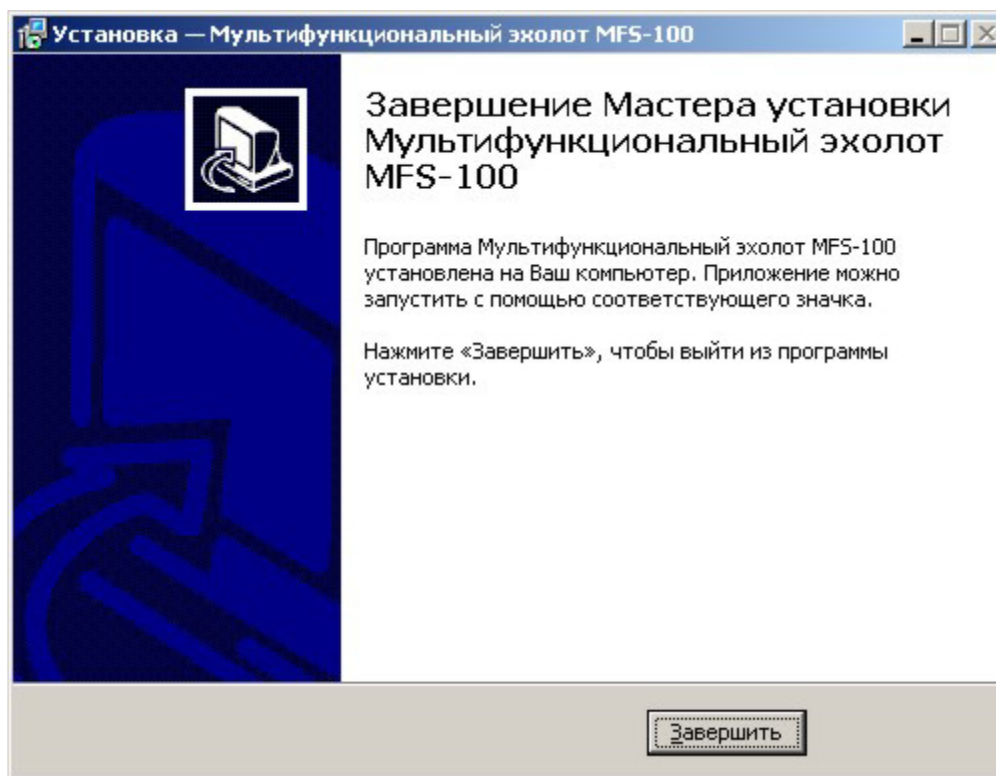 Установка — Мультифункциональный эхолот MFS-100
Завершение Мастера установки
Мультифункциональный эхолот
MFS-100
Программа Мультифункциональный эхолот MFS-100
установлена на Ваш компьютер. Приложение можно
запустить с помощью соответствующего значка.
Нажмите «Завершить», чтобы выйти из программы
установки.
Завершить